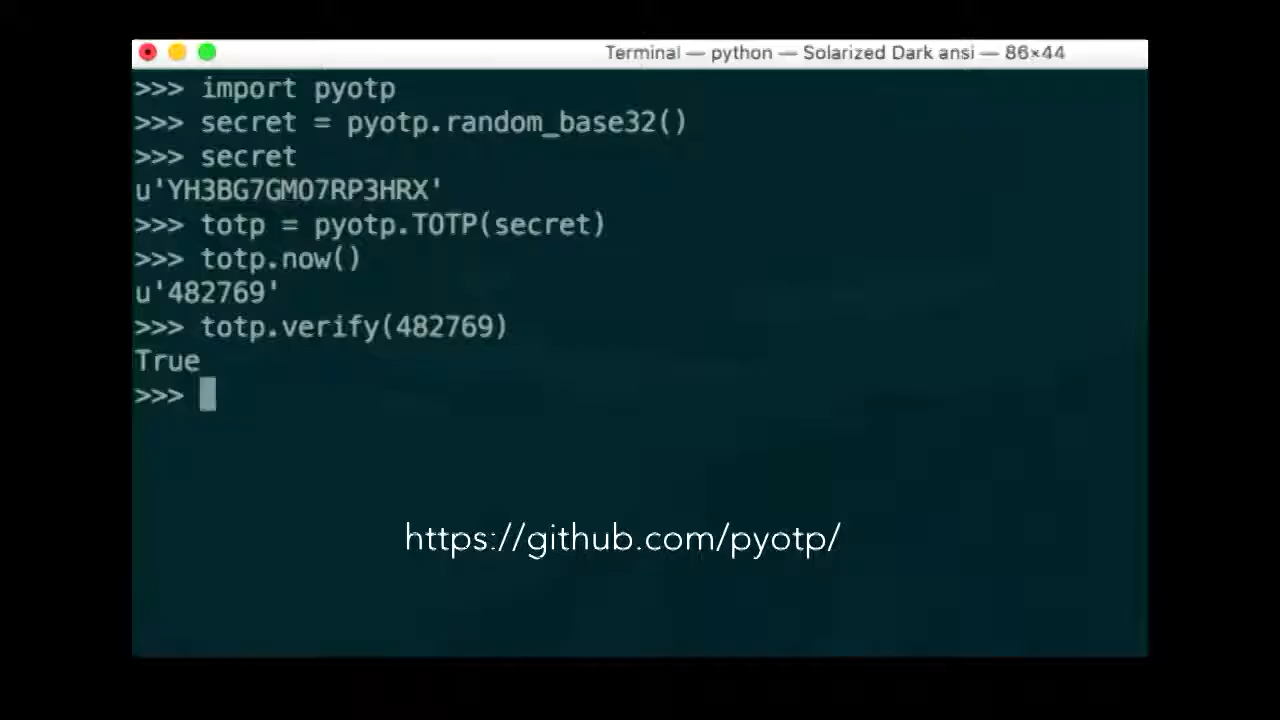 Terminal — python — Solarized Dark ansi — 86×44
>>> import pyotp
>>> secret = pyotp.random_base32()
>>> secret
u'YH3BG7GMO7RP3HRX'
>>> totp = pyotp.TOTP(secret)
>>> totp.now()
u'482769'
>>> totp.verify(482769)
True
>>>
https://github.com/pyotp/